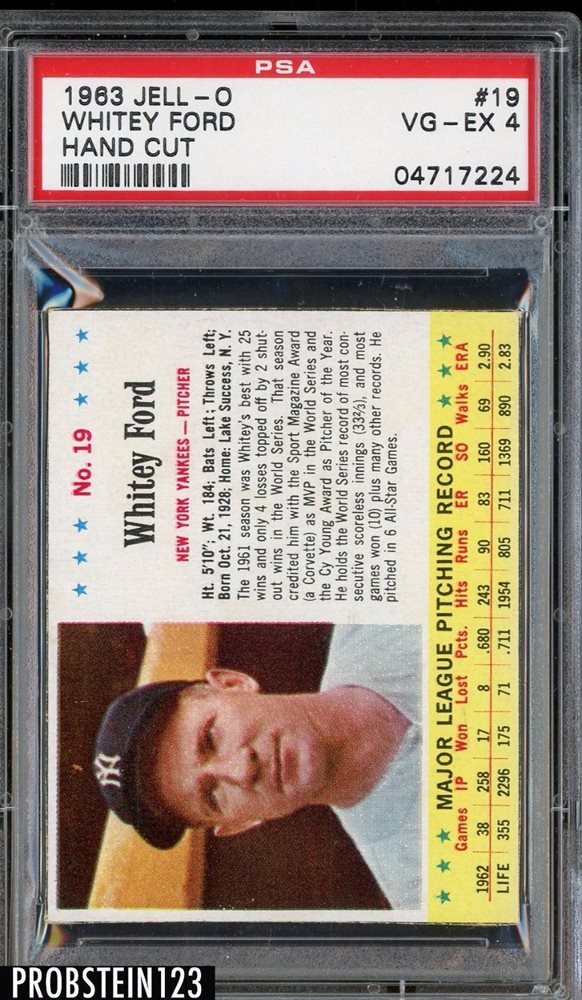 PSA
1963 JELL-O #19
WHITEY FORD VG-EX 4
HAND CUT
04717224
★ ★ ★ No. 19 ★ ★ ★
Whitey Ford
NEW YORK YANKEES — PITCHER
Ht. 5'10"; Wt. 184; Bats Left; Throws Left;
Born Oct. 21, 1928; Home: Lake Success, N. Y.
The 1961 season was Whitey's best with 25
wins and only 4 losses topped off by 2 shut-
out wins in the World Series. That season
credited him with the Sport Magazine Award
(a Corvette) as MVP in the World Series and
the Cy Young Award as Pitcher of the Year.
He holds the World Series record of most con-
secutive scoreless innings (33⅔), and most
games won (10) plus many other records. He
pitched in 6 All-Star Games.
NY
★ ★ ★ MAJOR LEAGUE PITCHING RECORD ★ ★ ★
Games IP Won Lost Pcts. Hits Runs ER SO Walks ERA
1962 38 258 17 8 .680 243 90 83 160 69 2.90
LIFE 355 2296 175 71 .711 1954 805 711 1369 890 2.83
PROBSTEIN123